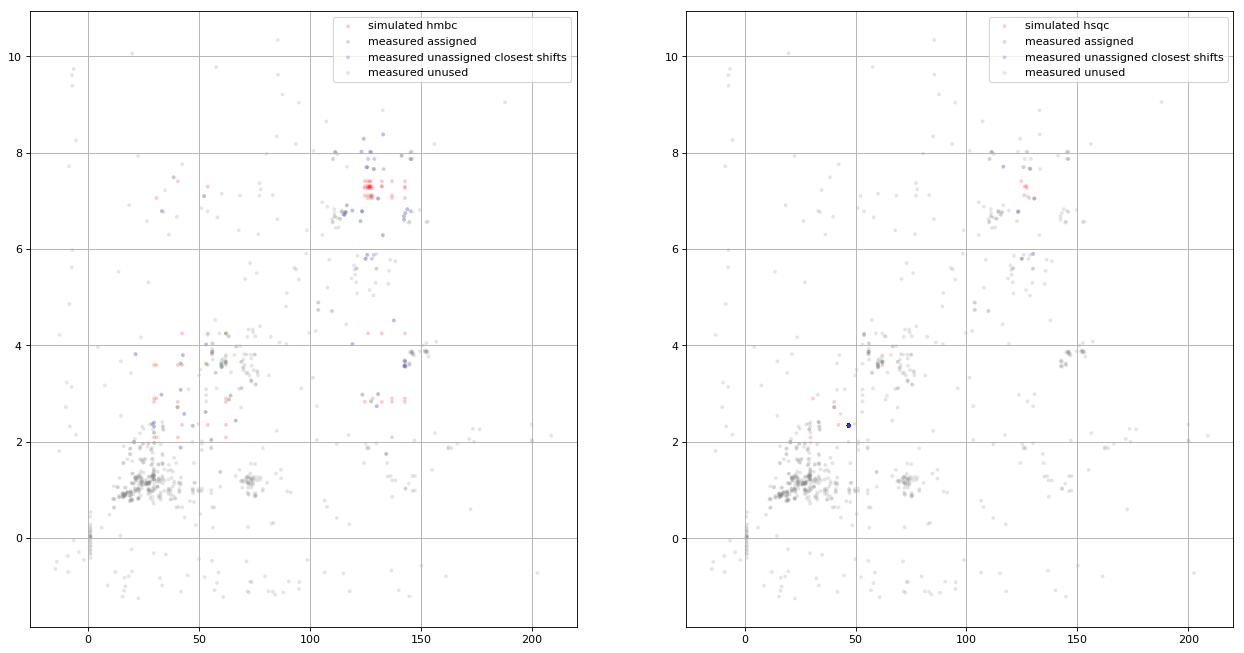 simulated hmbc
measured assigned
measured unassigned closest shifts
measured unused
10
8
6
4
2
0
0 50 100 150 200
simulated hsqc
measured assigned
measured unassigned closest shifts
measured unused
10
8
6
4
2
0
0 50 100 150 200